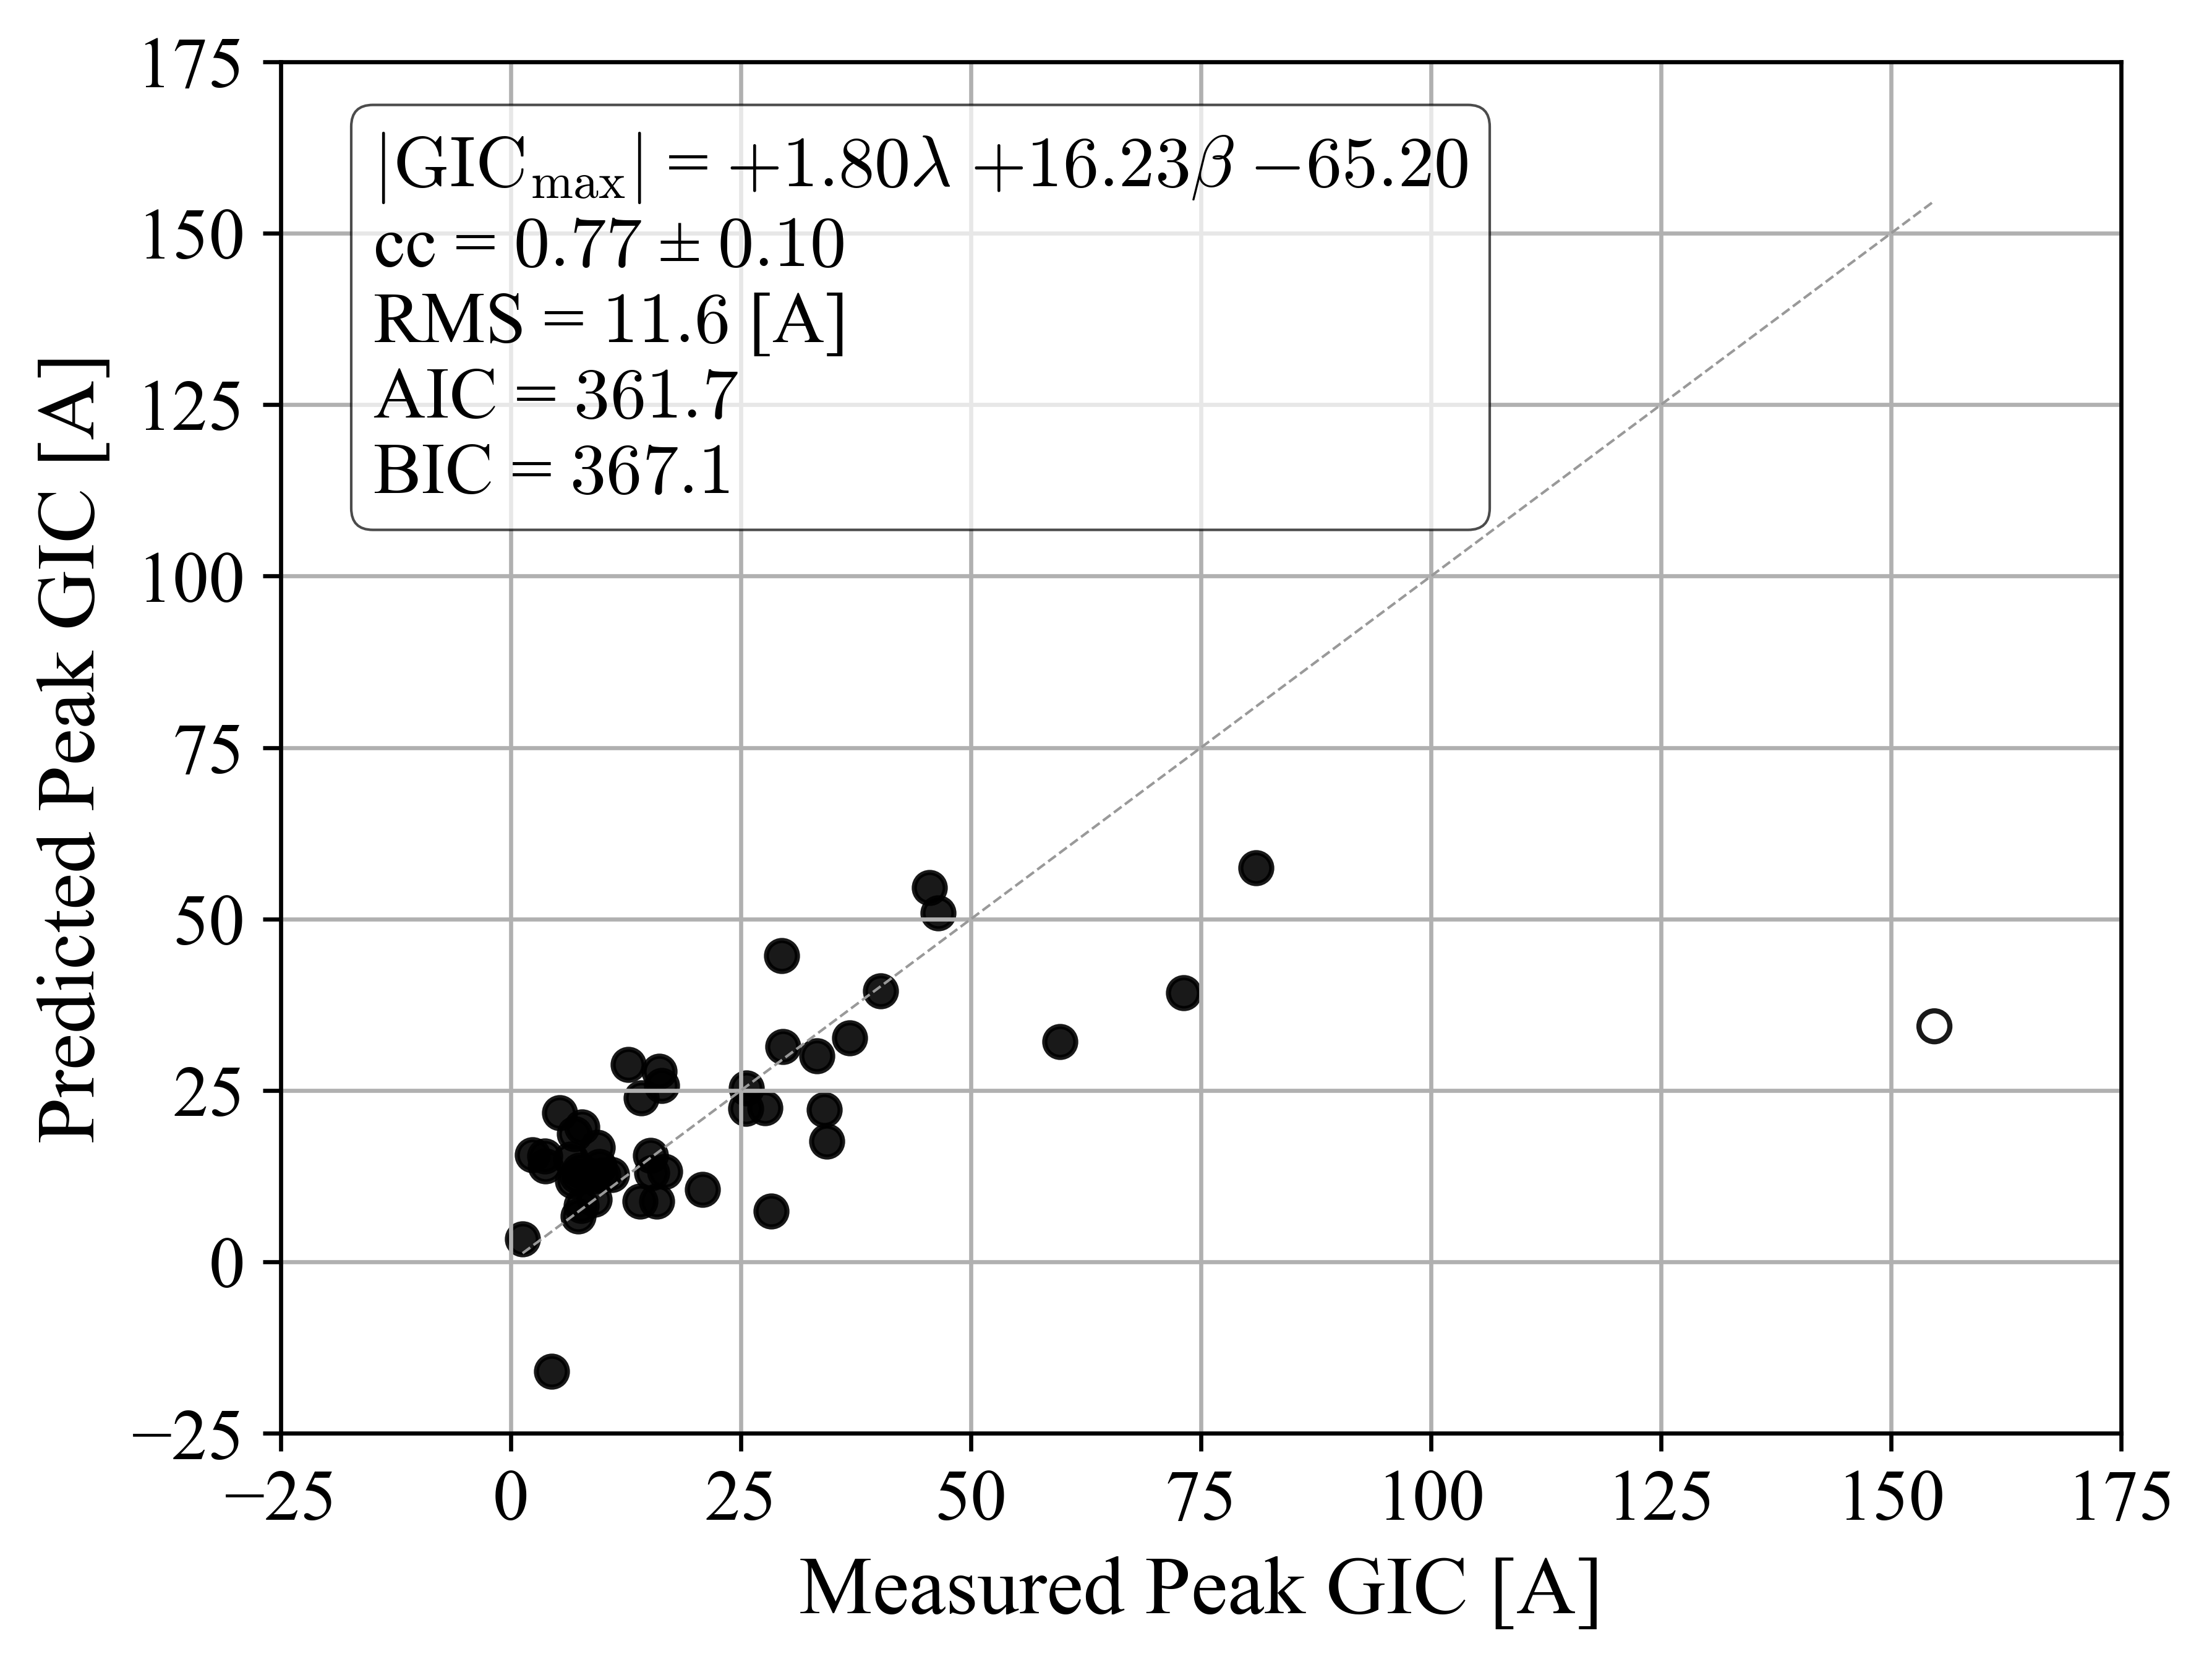 175
150
125
100
75
50
25
0
−25
Predicted Peak GIC [A]
|GIC_max| = +1.80λ +16.23β −65.20
cc = 0.77 ± 0.10
RMS = 11.6 [A]
AIC = 361.7
BIC = 367.1
−25 0 25 50 75 100 125 150 175
Measured Peak GIC [A]